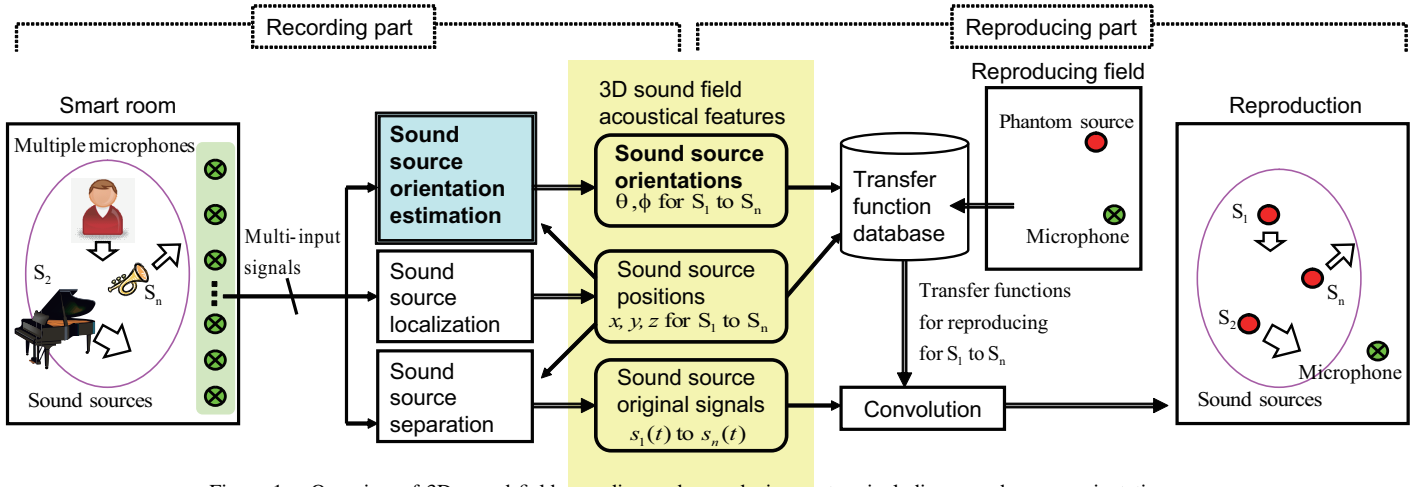 Recording part
Reproducing part
Smart room
Multiple microphones
S2
Sn
Sound sources
Multi-input
signals
Sound
source
orientation
estimation
Sound
source
localization
Sound
source
separation
3D sound field
acoustical features
Sound source
orientations
θ ,ϕ for S1 to Sn
Sound source
positions
x, y, z for S1 to Sn
Sound source
original signals
s1(t) to sn(t)
Transfer
function
database
Reproducing field
Phantom source
Microphone
Transfer functions
for reproducing
for S1 to Sn
Convolution
Reproduction
S1
Sn
S2
Microphone
Sound sources